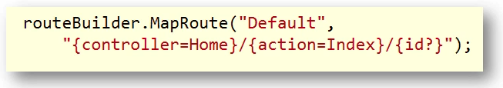 routeBuilder.MapRoute("Default",
"{controller=Home}/{action=Index}/{id?}");